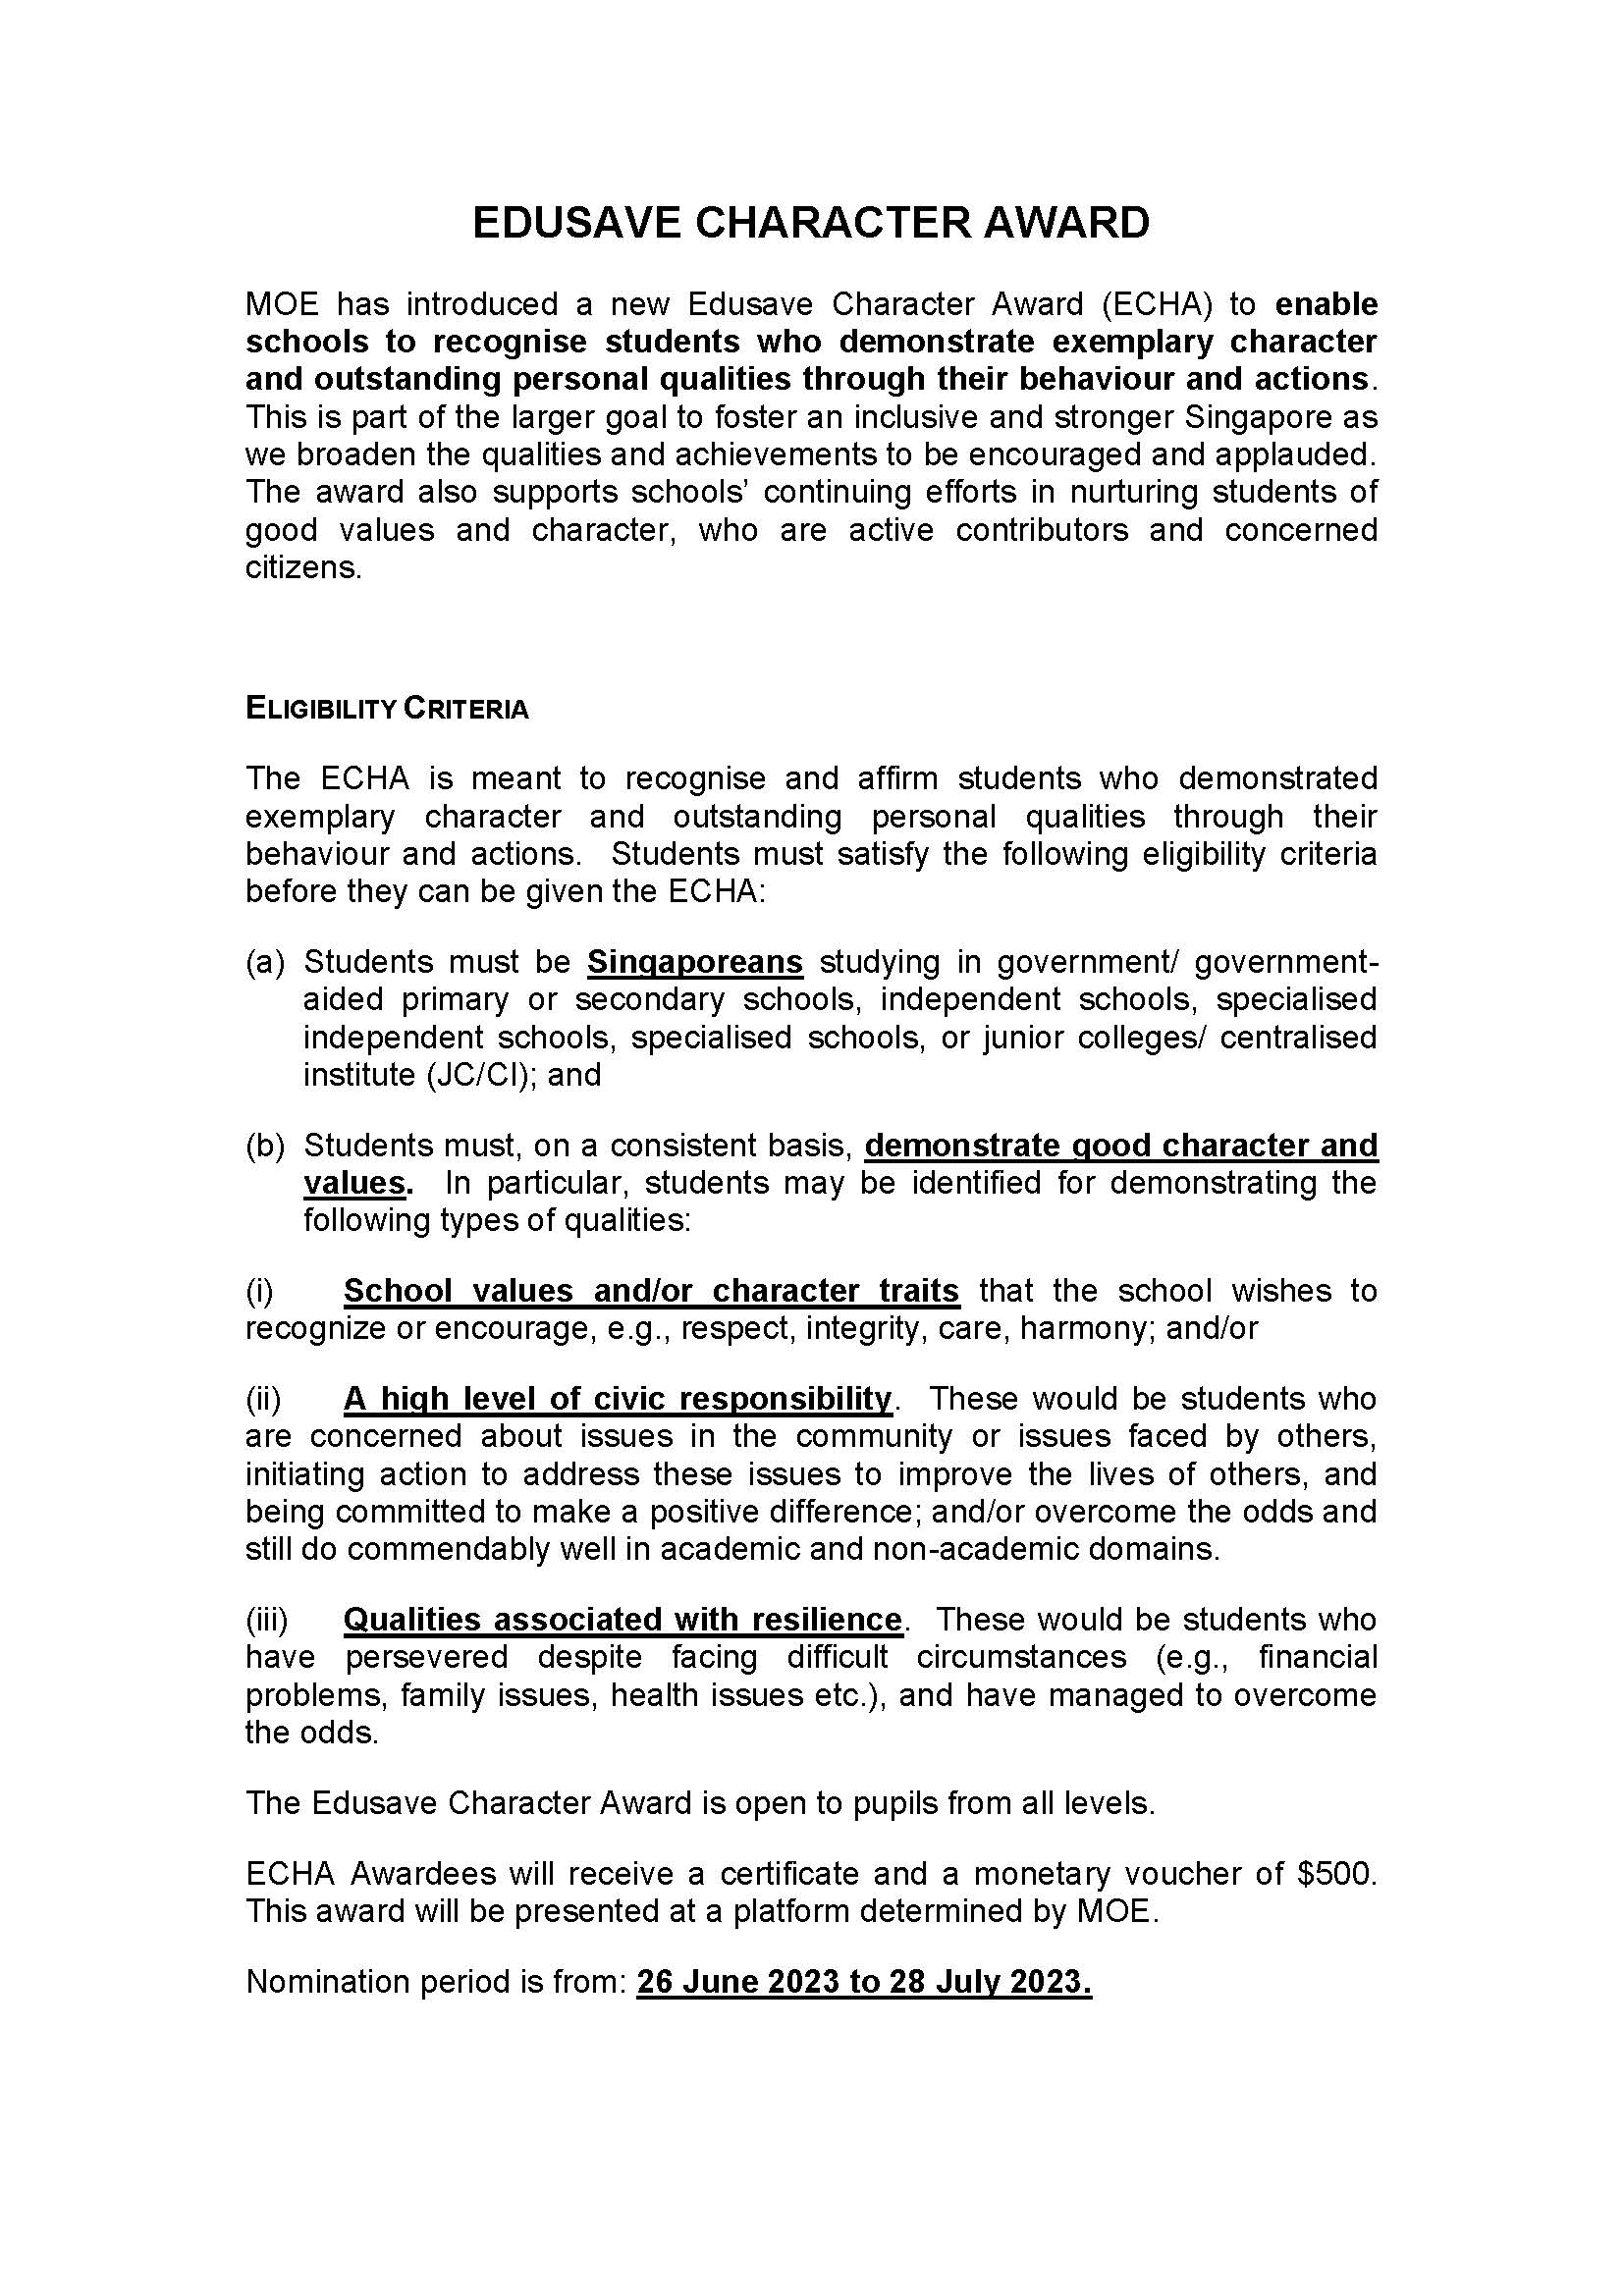 EDUSAVE CHARACTER AWARD
MOE has introduced a new Edusave Character Award (ECHA) to enable
schools to recognise students who demonstrate exemplary character
and outstanding personal qualities through their behaviour and actions.
This is part of the larger goal to foster an inclusive and stronger Singapore as
we broaden the qualities and achievements to be encouraged and applauded.
The award also supports schools’ continuing efforts in nurturing students of
good values and character, who are active contributors and concerned
citizens.
ELIGIBILITY CRITERIA
The ECHA is meant to recognise and affirm students who demonstrated
exemplary character and outstanding personal qualities through their
behaviour and actions. Students must satisfy the following eligibility criteria
before they can be given the ECHA:
(a) Students must be Singaporeans studying in government/ government-
aided primary or secondary schools, independent schools, specialised
independent schools, specialised schools, or junior colleges/ centralised
institute (JC/CI); and
(b) Students must, on a consistent basis, demonstrate good character and
values. In particular, students may be identified for demonstrating the
following types of qualities:
(i) School values and/or character traits that the school wishes to
recognize or encourage, e.g., respect, integrity, care, harmony; and/or
(ii) A high level of civic responsibility. These would be students who
are concerned about issues in the community or issues faced by others,
initiating action to address these issues to improve the lives of others, and
being committed to make a positive difference; and/or overcome the odds and
still do commendably well in academic and non-academic domains.
(iii) Qualities associated with resilience. These would be students who
have persevered despite facing difficult circumstances (e.g., financial
problems, family issues, health issues etc.), and have managed to overcome
the odds.
The Edusave Character Award is open to pupils from all levels.
ECHA Awardees will receive a certificate and a monetary voucher of $500.
This award will be presented at a platform determined by MOE.
Nomination period is from: 26 June 2023 to 28 July 2023.